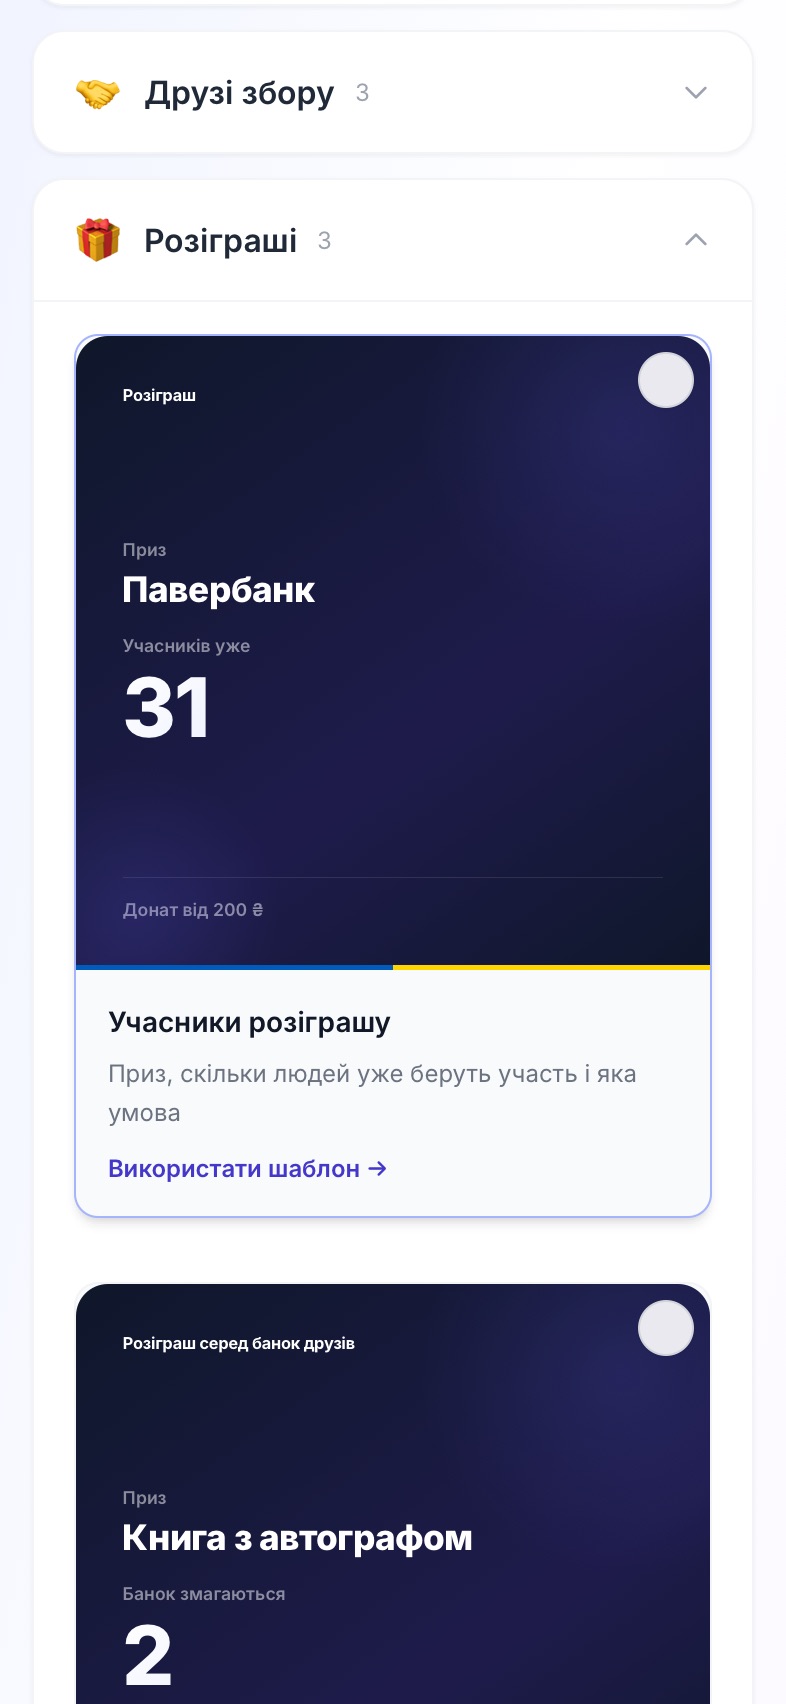 Друзі збору 3
Розіграші 3
Розіграш
Приз
Павербанк
Учасників уже
31
Донат від 200 ₴
Учасники розіграшу
Приз, скільки людей уже беруть участь і яка
умова
Використати шаблон →
Розіграш серед банок друзів
Приз
Книга з автографом
Банок змагаються
2